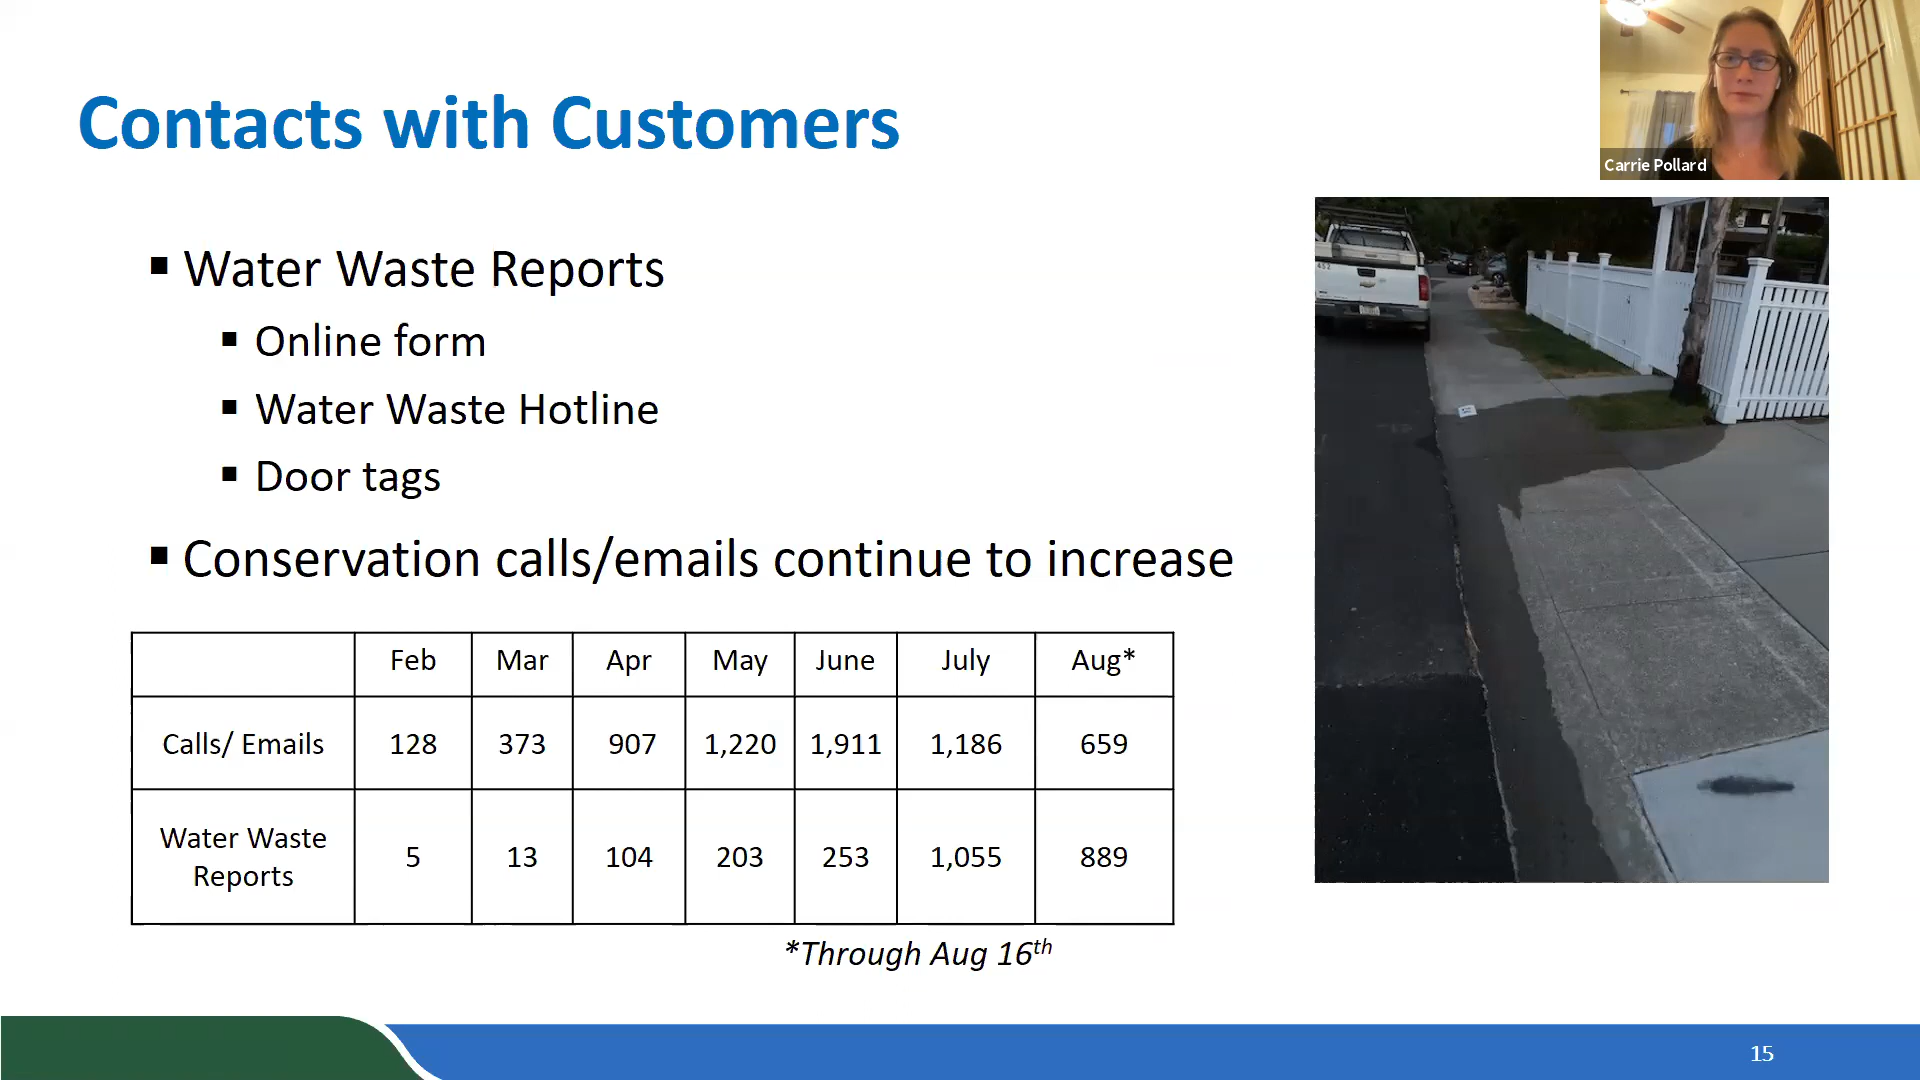 Carrie Pollard
Contacts with Customers
▪ Water Waste Reports
▪ Online form
▪ Water Waste Hotline
▪ Door tags
▪ Conservation calls/emails continue to increase
Feb Mar Apr May June July Aug*
Calls/ Emails 128 373 907 1,220 1,911 1,186 659
Water Waste
Reports 5 13 104 203 253 1,055 889
*Through Aug 16th
452
15